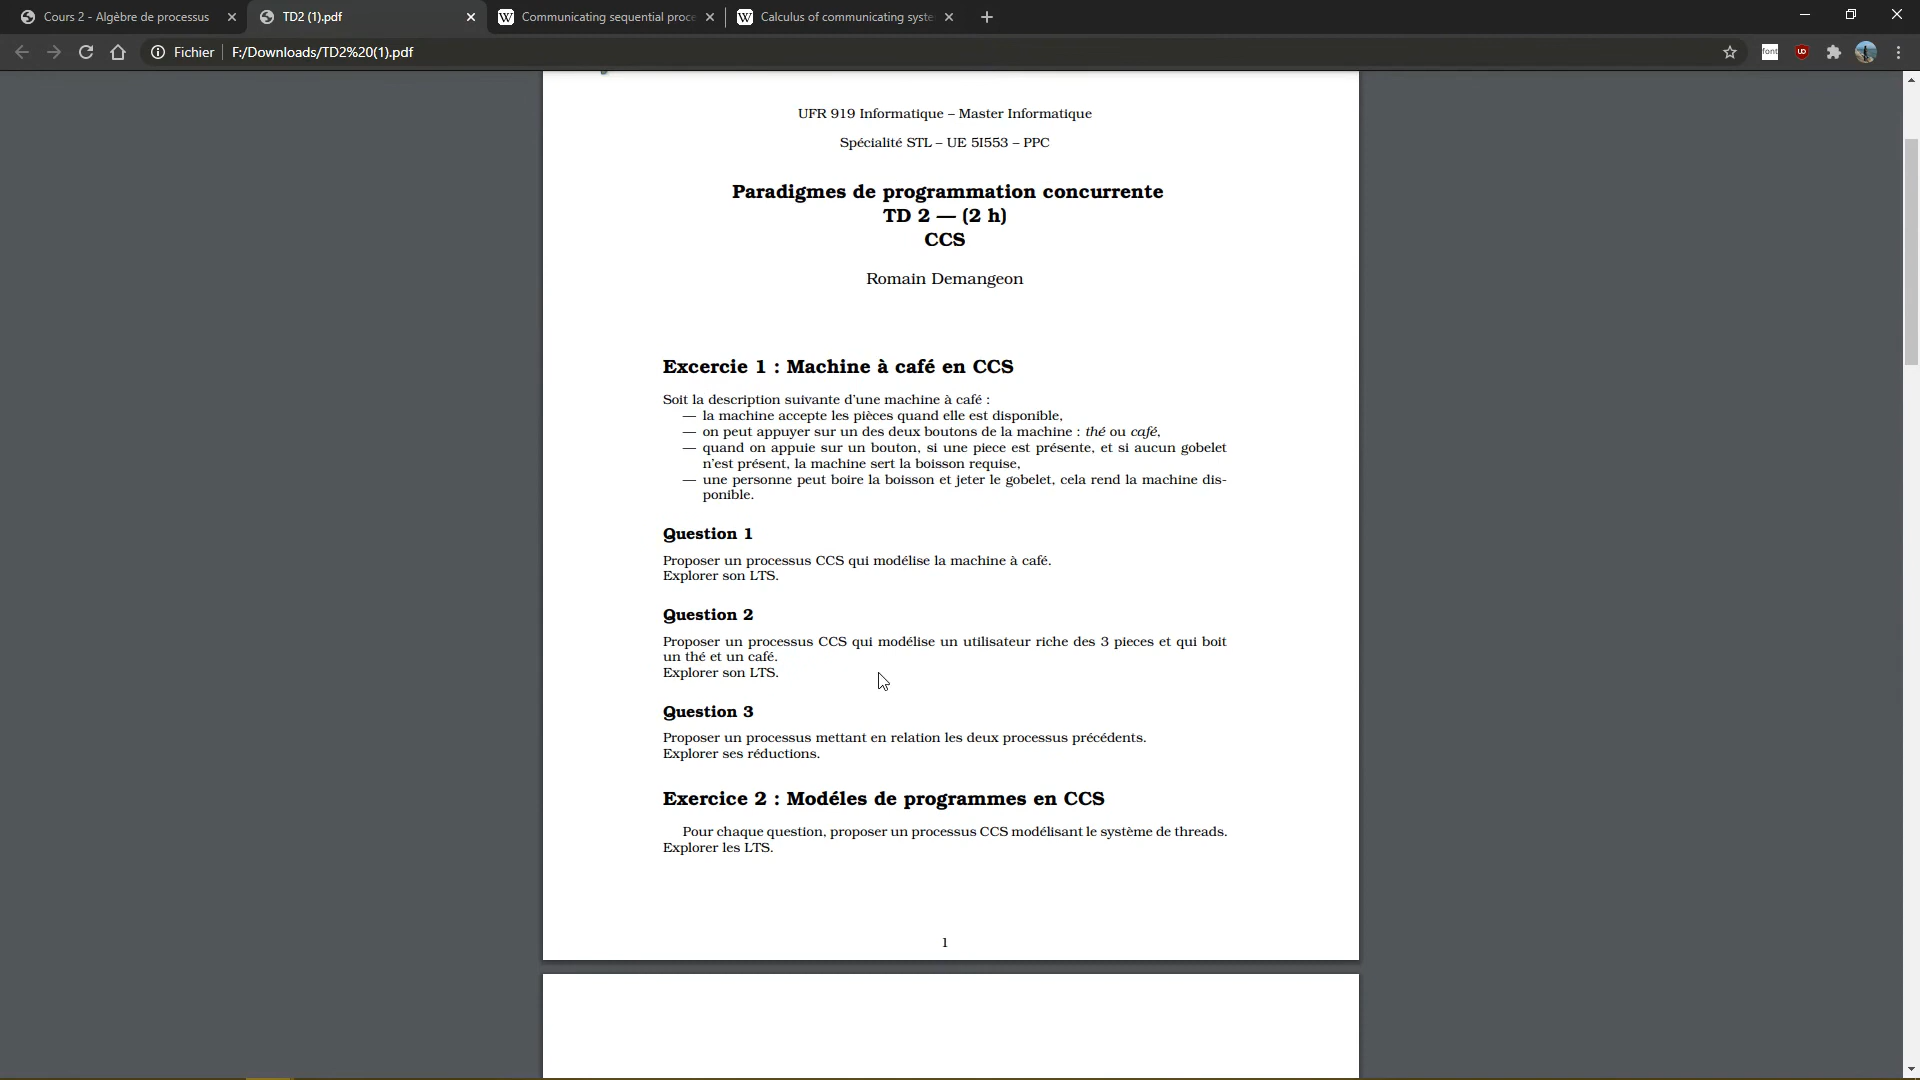 Cours 2 - Algèbre de processus
TD2 (1).pdf
Communicating sequential proce
Calculus of communicating syste
Fichier
F:/Downloads/TD2%20(1).pdf
font
UFR 919 Informatique – Master Informatique
Spécialité STL – UE 5I553 – PPC
Paradigmes de programmation concurrente
TD 2 — (2 h)
CCS
Romain Demangeon
Excercie 1 : Machine à café en CCS
Soit la description suivante d'une machine à café :
— la machine accepte les pièces quand elle est disponible,
— on peut appuyer sur un des deux boutons de la machine : thé ou café,
— quand on appuie sur un bouton, si une piece est présente, et si aucun gobelet
n'est présent, la machine sert la boisson requise,
— une personne peut boire la boisson et jeter le gobelet, cela rend la machine dis-
ponible.
Question 1
Proposer un processus CCS qui modélise la machine à café.
Explorer son LTS.
Question 2
Proposer un processus CCS qui modélise un utilisateur riche des 3 pieces et qui boit
un thé et un café.
Explorer son LTS.
Question 3
Proposer un processus mettant en relation les deux processus précédents.
Explorer ses réductions.
Exercice 2 : Modéles de programmes en CCS
Pour chaque question, proposer un processus CCS modélisant le système de threads.
Explorer les LTS.
1